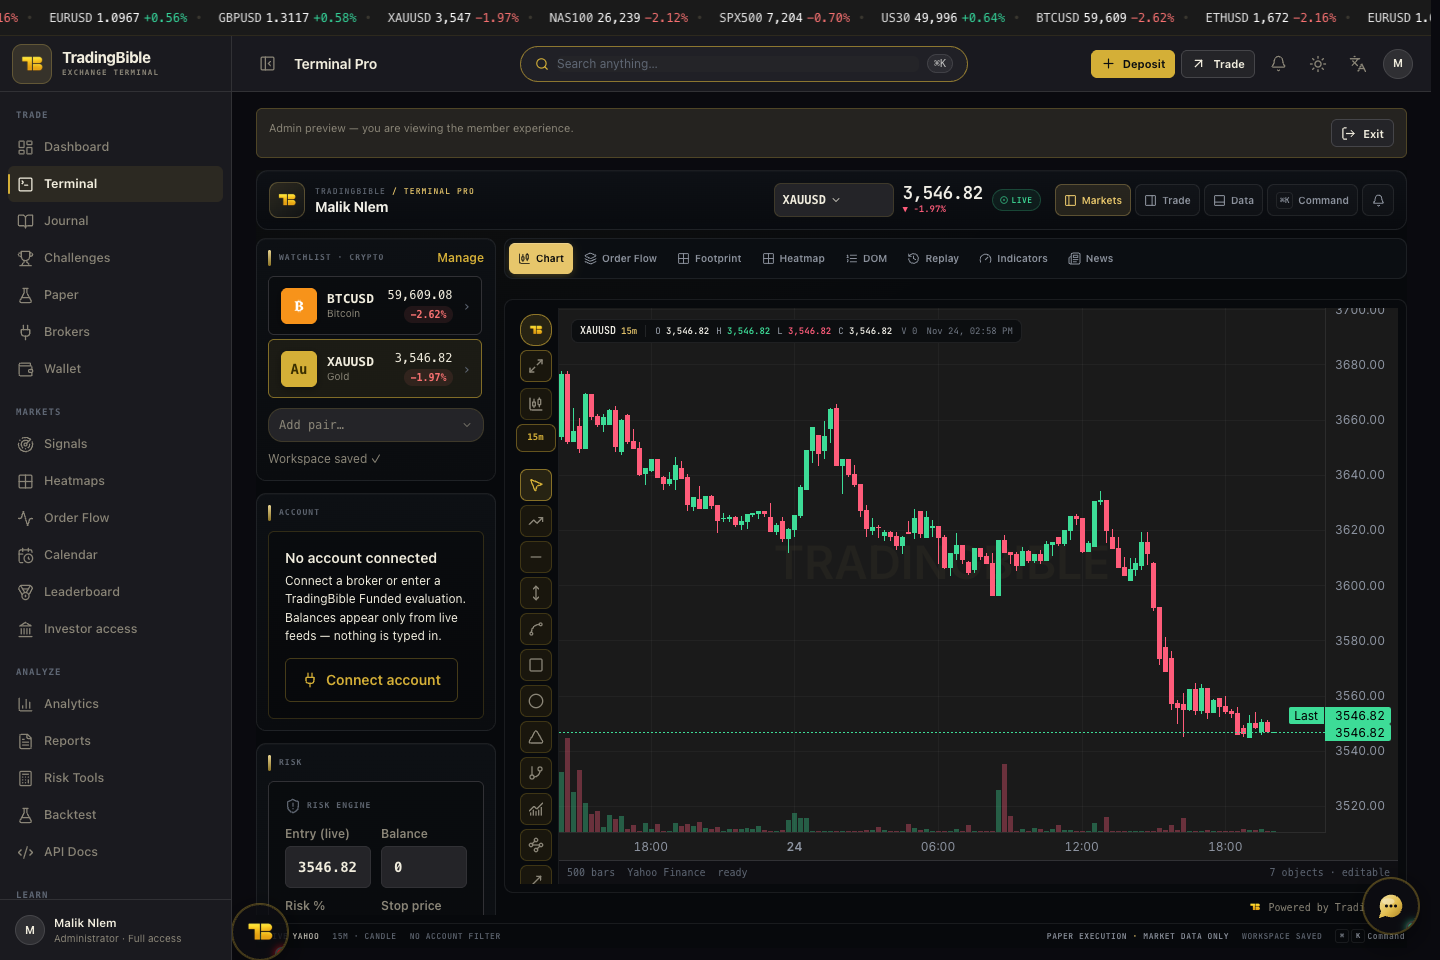 16% EURUSD 1.0967 +0.56% GBPUSD 1.3117 +0.58% XAUUSD 3,547 −1.97% NAS100 26,239 −2.12% SPX500 7,204 −0.70% US30 49,996 +0.64% BTCUSD 59,609 −2.62% ETHUSD 1,672 −2.16% EURUSD 1.0
TradingBible
EXCHANGE TERMINAL
Terminal Pro
Search anything...
⌘K
Deposit
Trade
M
TRADE
Dashboard
Terminal
Journal
Challenges
Paper
Brokers
Wallet
MARKETS
Signals
Heatmaps
Order Flow
Calendar
Leaderboard
Investor access
ANALYZE
Analytics
Reports
Risk Tools
Backtest
API Docs
LEARN
M
Malik Nlem
Administrator · Full access
Admin preview — you are viewing the member experience.
Exit
TRADINGBIBLE / TERMINAL PRO
Malik Nlem
XAUUSD
3,546.82
▼ -1.97%
LIVE
Markets
Trade
Data
⌘K Command
WATCHLIST · CRYPTO
Manage
BTCUSD 59,609.08
Bitcoin −2.62%
Au
XAUUSD 3,546.82
Gold −1.97%
Add pair…
Workspace saved ✓
ACCOUNT
No account connected
Connect a broker or enter a
TradingBible Funded evaluation.
Balances appear only from live
feeds — nothing is typed in.
Connect account
RISK
RISK ENGINE
Entry (live) Balance
3546.82 0
Risk % Stop price
Chart
Order Flow
Footprint
Heatmap
DOM
Replay
Indicators
News
XAUUSD 15m O 3,546.82 H 3,546.82 L 3,546.82 C 3,546.82 V 0 Nov 24, 02:58 PM
15m
TRADINGBIBLE
3700.00
3680.00
3660.00
3640.00
3620.00
3600.00
3580.00
3560.00
Last 3546.82
3546.82
3540.00
3520.00
18:00 24 06:00 12:00 18:00
500 bars Yahoo Finance ready
7 objects · editable
Powered by Tradi
YAHOO 15M · CANDLE NO ACCOUNT FILTER
PAPER EXECUTION · MARKET DATA ONLY WORKSPACE SAVED ⌘ K Command